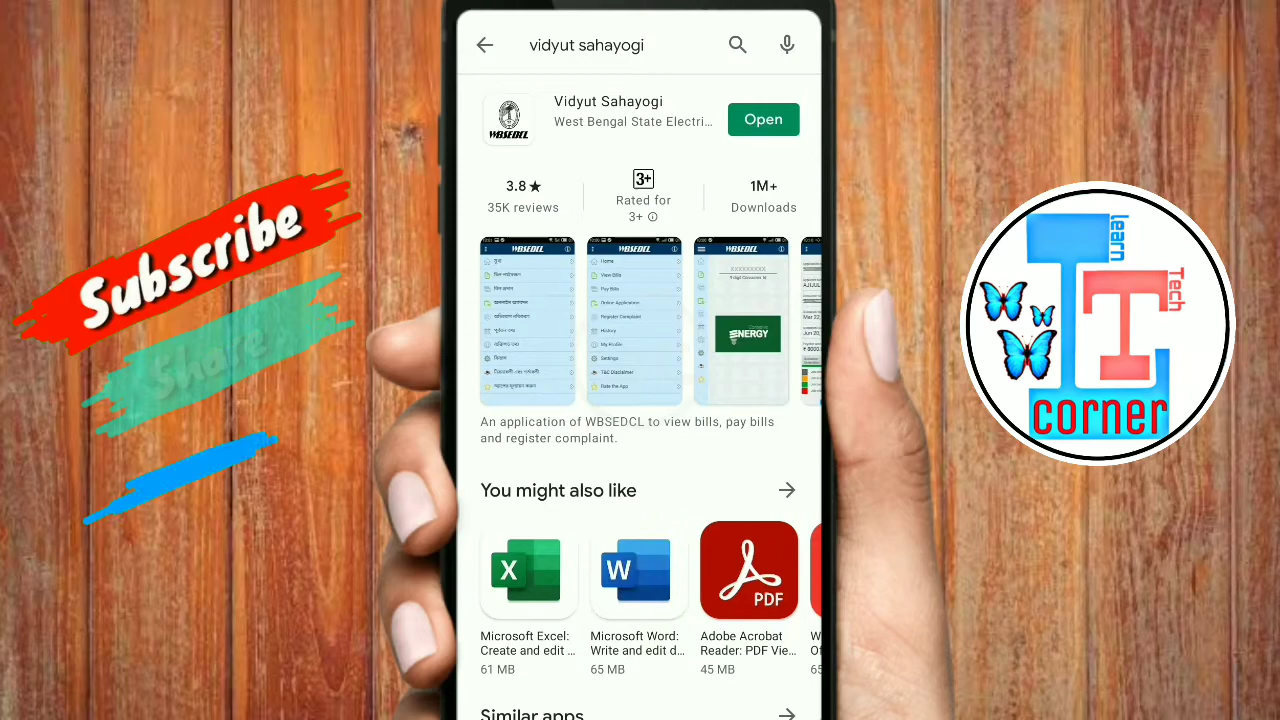 vidyut sahayogi
Vidyut Sahayogi
West Bengal State Electri...
WBSEDCL
Open
3.8★
35K reviews
3+
Rated for
3+
1M+
Downloads
WBSEDCL
WBSEDCL
Home
View Bills
Pay Bills
Online Application
Register Complaint
History
My Profile
Settings
T&C Disclaimer
Rate the App
WBSEDCL
XXXXXXXXX
ENERGY
An application of WBSEDCL to view bills, pay bills
and register complaint.
You might also like
X
W
PDF
Microsoft Excel:
Create and edit ...
61 MB
Microsoft Word:
Write and edit d...
65 MB
Adobe Acrobat
Reader: PDF Vie...
45 MB
Similar apps
Subscribe
Share
learn
Tech
corner